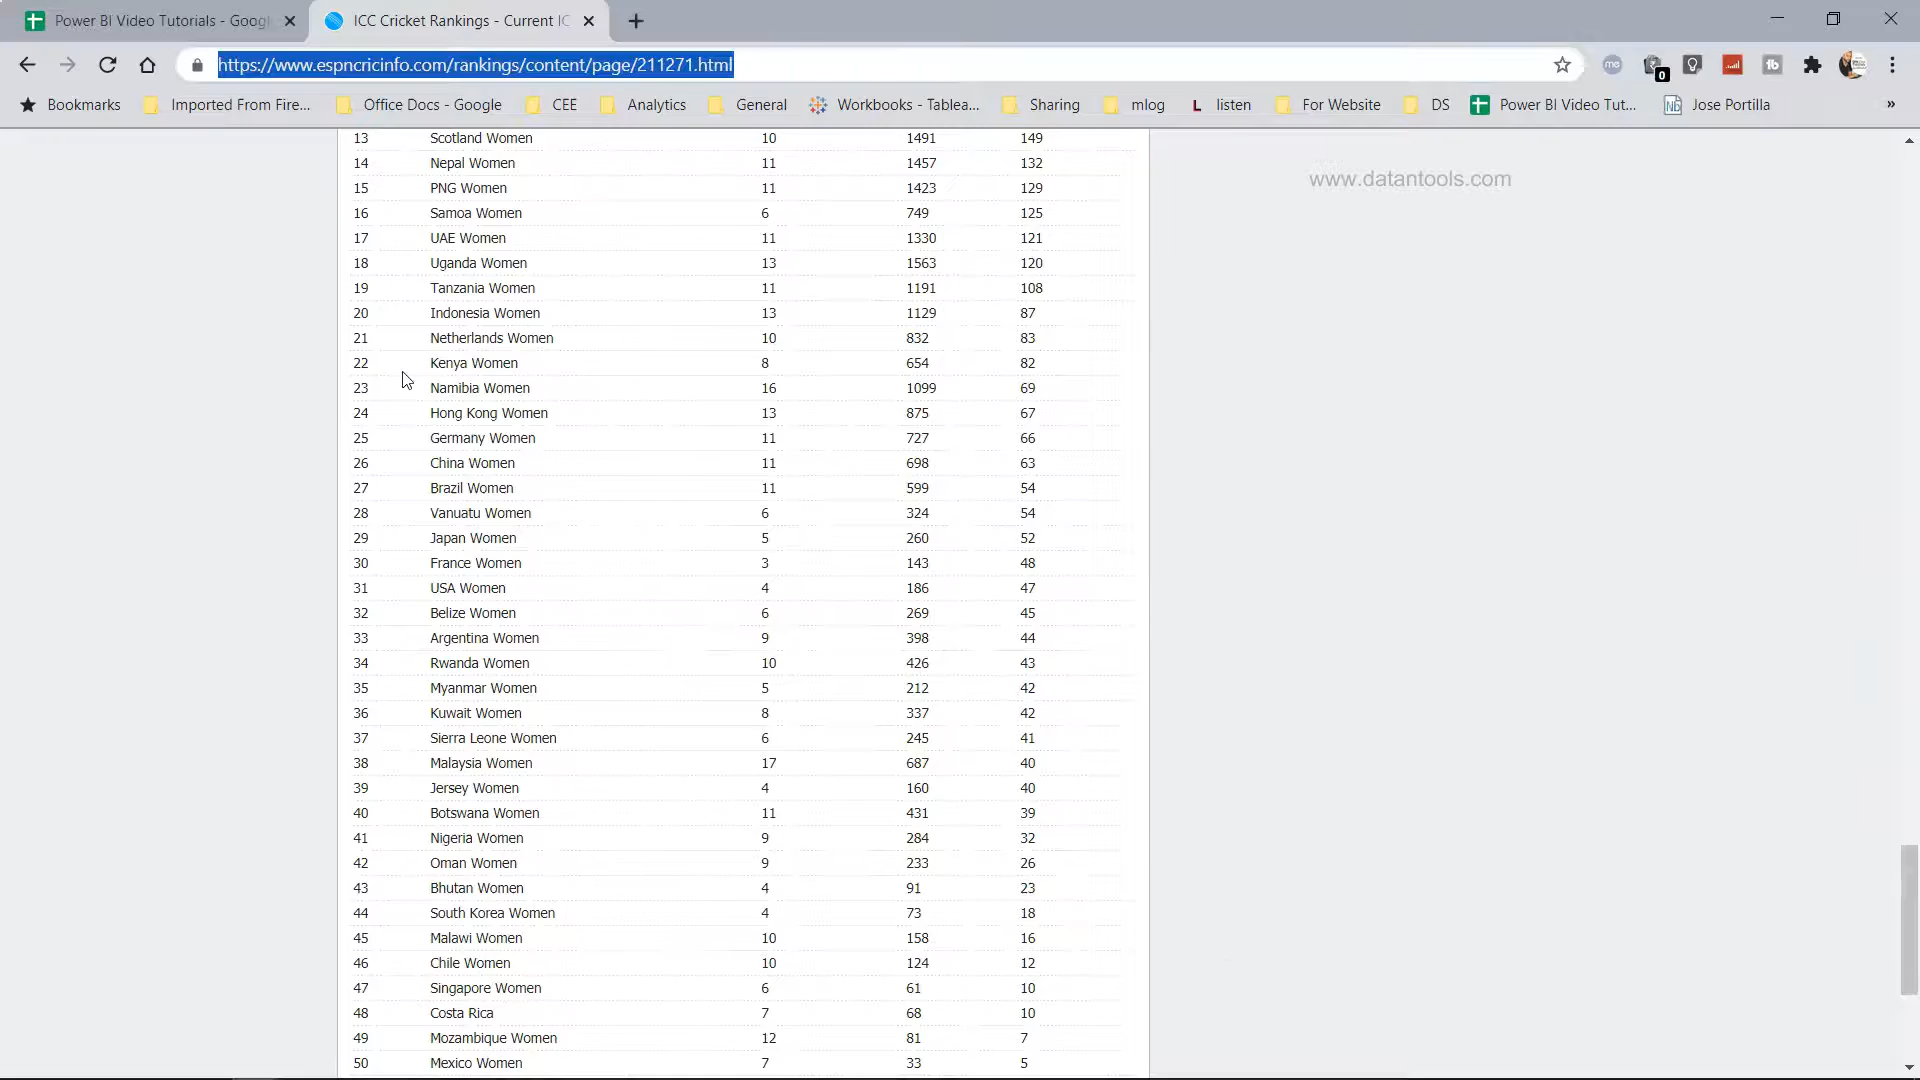 Power BI Video Tutorials - Goog
ICC Cricket Rankings - Current IC
https://www.espncricinfo.com/rankings/content/page/211271.html
me
0
tb
Bookmarks
Imported From Fire...
Office Docs - Google
CEE
Analytics
General
Workbooks - Tablea...
Sharing
mlog
L listen
For Website
DS
Power BI Video Tut...
Jose Portilla
»
www.datantools.com
13 Scotland Women 10 1491 149
14 Nepal Women 11 1457 132
15 PNG Women 11 1423 129
16 Samoa Women 6 749 125
17 UAE Women 11 1330 121
18 Uganda Women 13 1563 120
19 Tanzania Women 11 1191 108
20 Indonesia Women 13 1129 87
21 Netherlands Women 10 832 83
22 Kenya Women 8 654 82
23 Namibia Women 16 1099 69
24 Hong Kong Women 13 875 67
25 Germany Women 11 727 66
26 China Women 11 698 63
27 Brazil Women 11 599 54
28 Vanuatu Women 6 324 54
29 Japan Women 5 260 52
30 France Women 3 143 48
31 USA Women 4 186 47
32 Belize Women 6 269 45
33 Argentina Women 9 398 44
34 Rwanda Women 10 426 43
35 Myanmar Women 5 212 42
36 Kuwait Women 8 337 42
37 Sierra Leone Women 6 245 41
38 Malaysia Women 17 687 40
39 Jersey Women 4 160 40
40 Botswana Women 11 431 39
41 Nigeria Women 9 284 32
42 Oman Women 9 233 26
43 Bhutan Women 4 91 23
44 South Korea Women 4 73 18
45 Malawi Women 10 158 16
46 Chile Women 10 124 12
47 Singapore Women 6 61 10
48 Costa Rica 7 68 10
49 Mozambique Women 12 81 7
50 Mexico Women 7 33 5